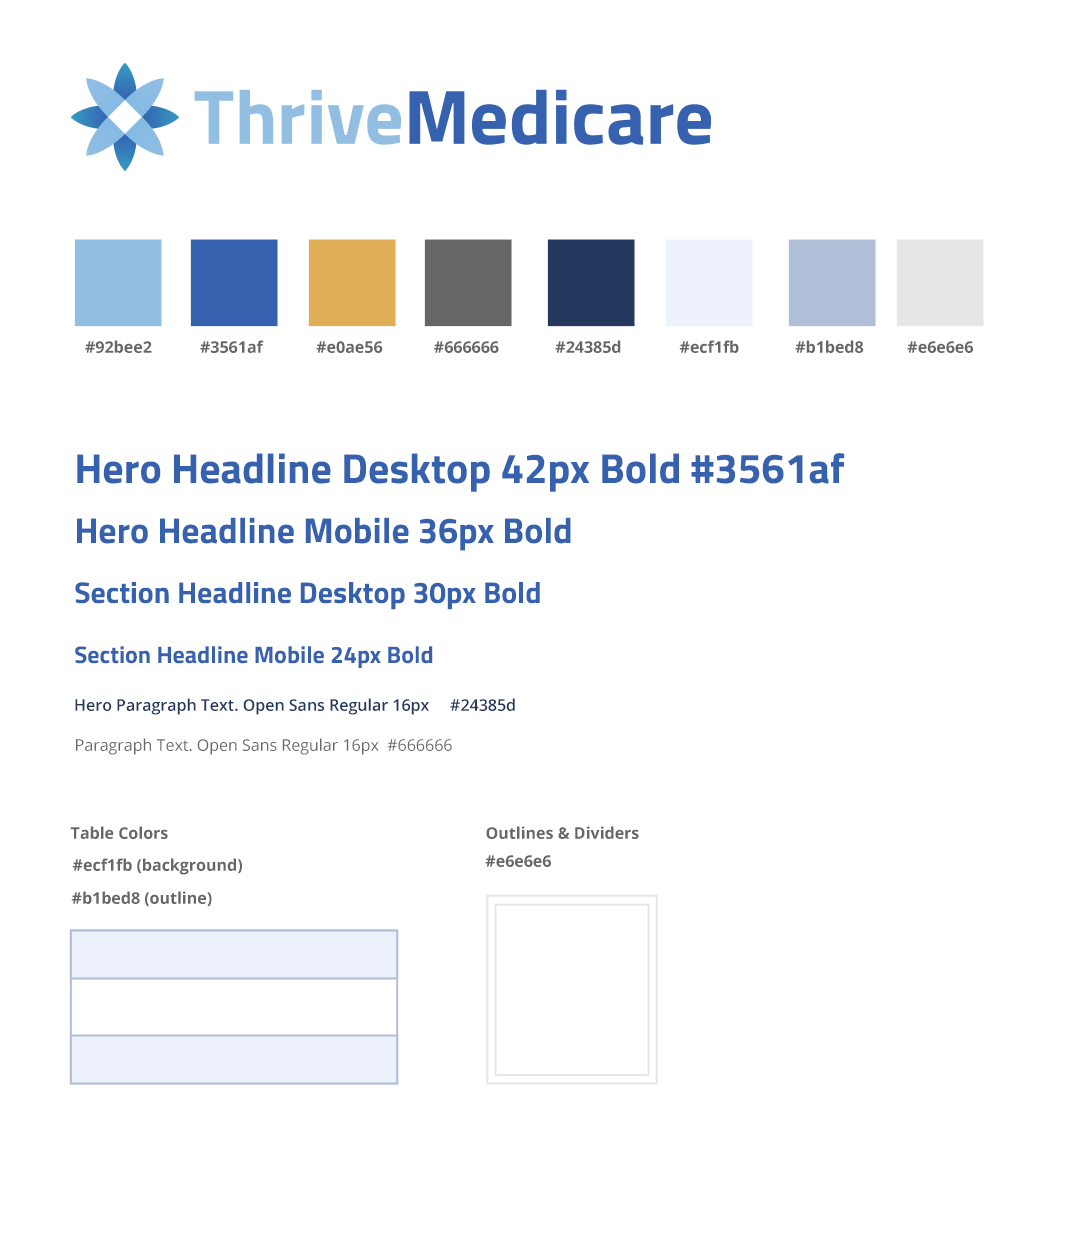 ThriveMedicare
#92bee2 #3561af #e0ae56 #666666 #24385d #ecf1fb #b1bed8 #e6e6e6
Hero Headline Desktop 42px Bold #3561af
Hero Headline Mobile 36px Bold
Section Headline Desktop 30px Bold
Section Headline Mobile 24px Bold
Hero Paragraph Text. Open Sans Regular 16px #24385d
Paragraph Text. Open Sans Regular 16px #666666
Table Colors
#ecf1fb (background)
#b1bed8 (outline)
Outlines & Dividers
#e6e6e6